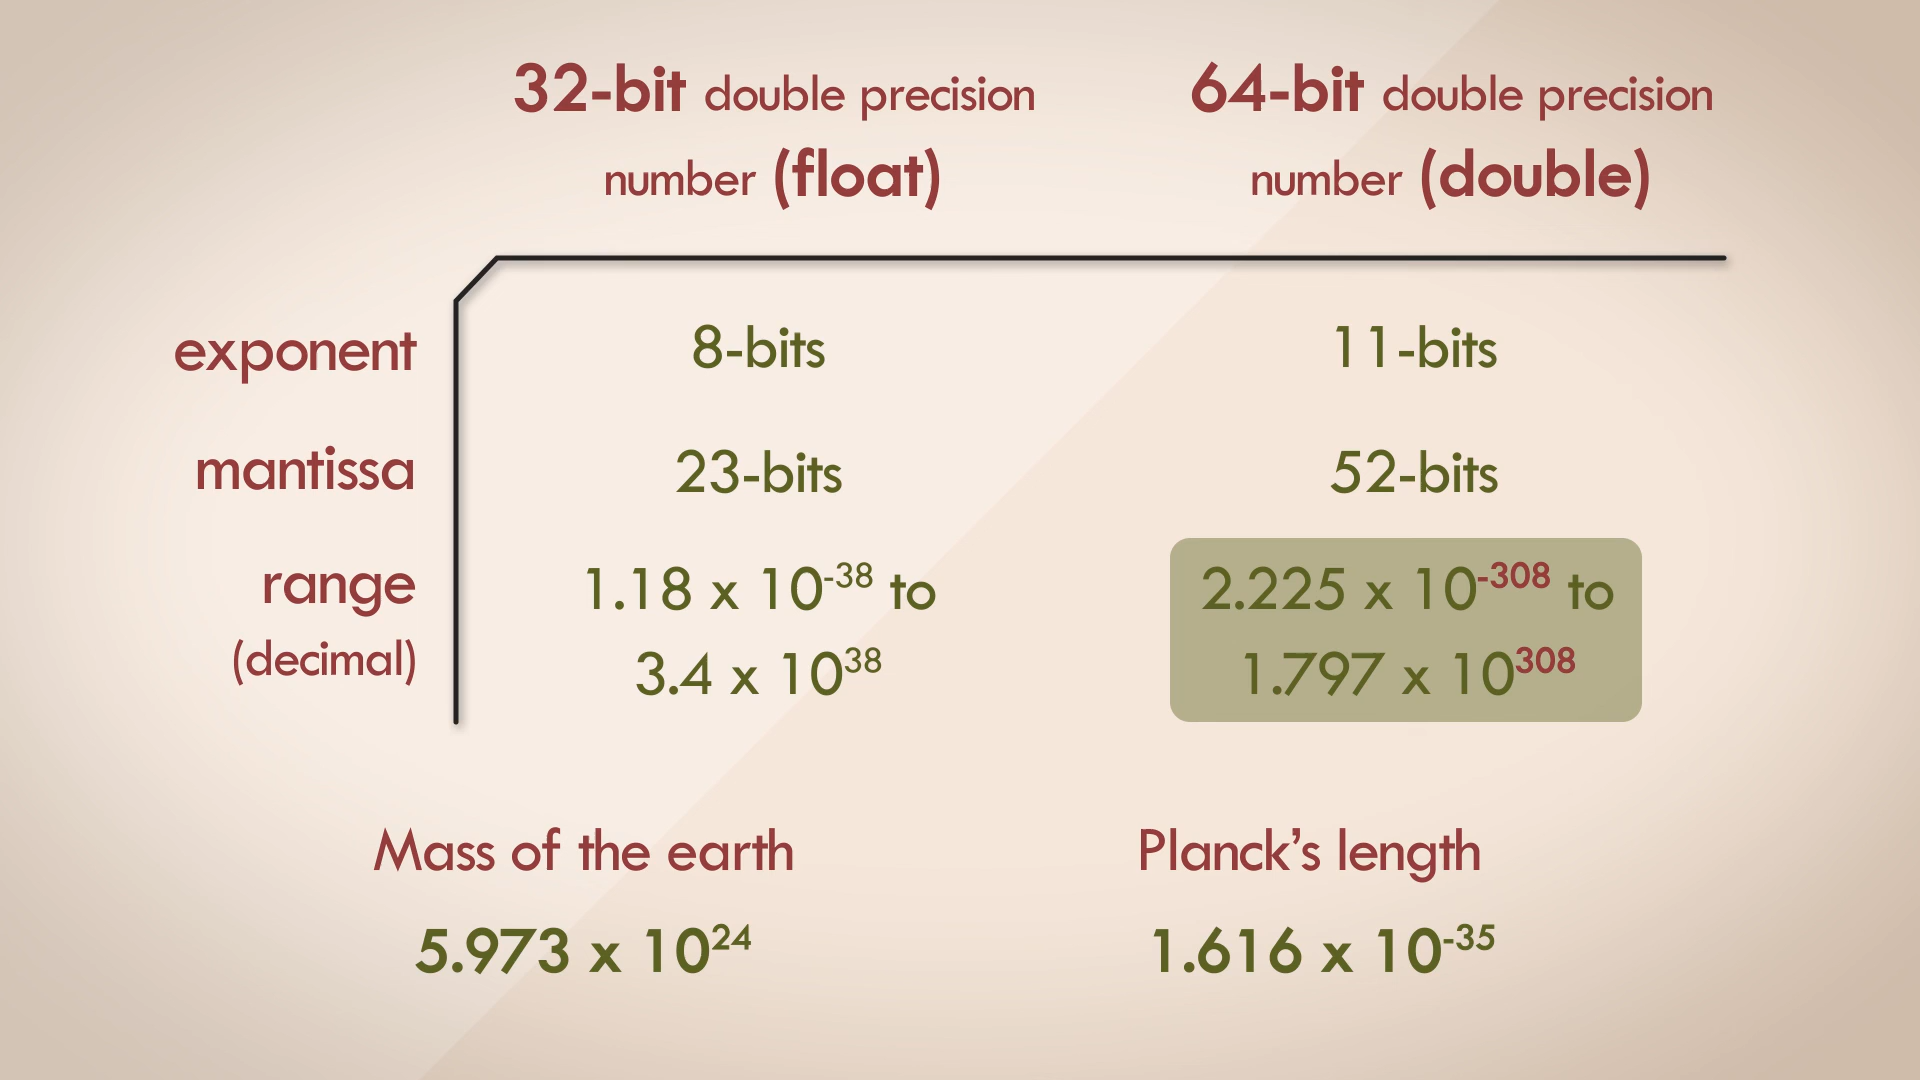 32-bit double precision
number (float)
64-bit double precision
number (double)
exponent 8-bits 11-bits
mantissa 23-bits 52-bits
range (decimal)
1.18 x 10⁻³⁸ to
3.4 x 10³⁸
2.225 x 10⁻³⁰⁸ to
1.797 x 10³⁰⁸
Mass of the earth
5.973 x 10²⁴
Planck’s length
1.616 x 10⁻³⁵